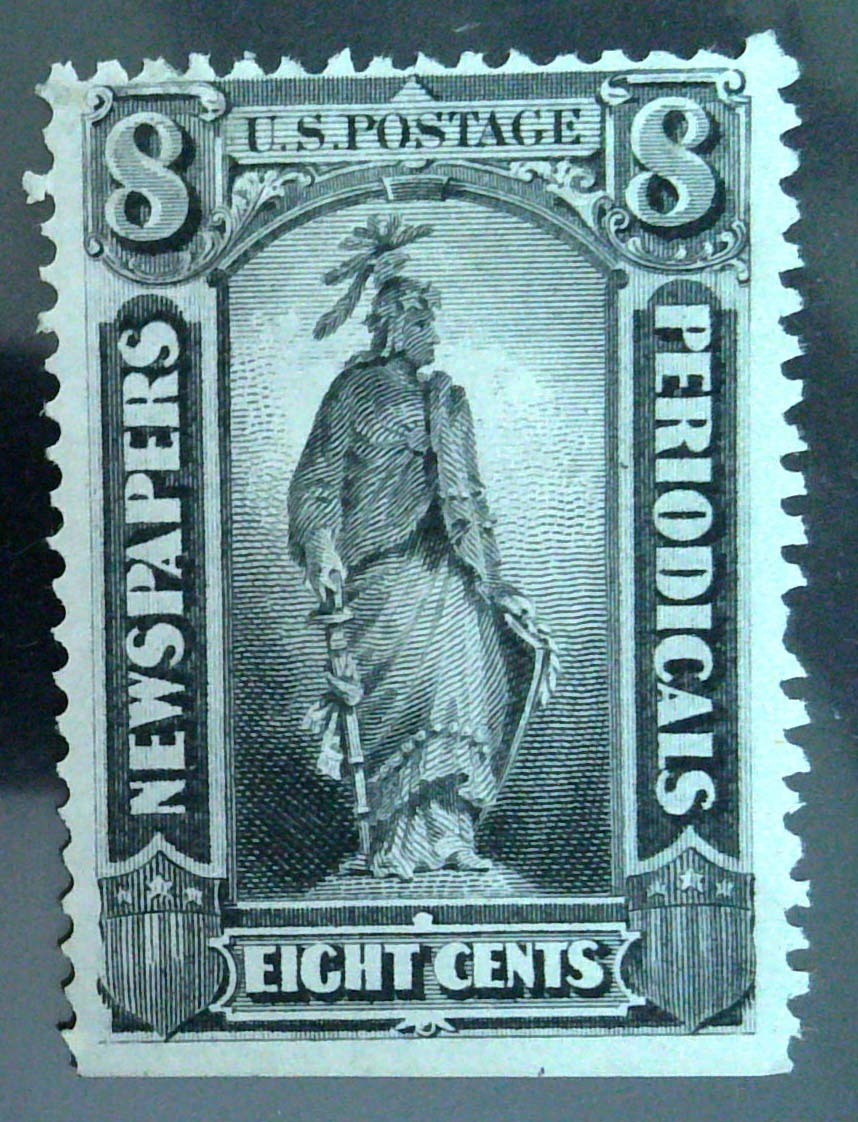 8 U.S.POSTAGE 8
NEWSPAPERS
PERIODICALS
EIGHT CENTS